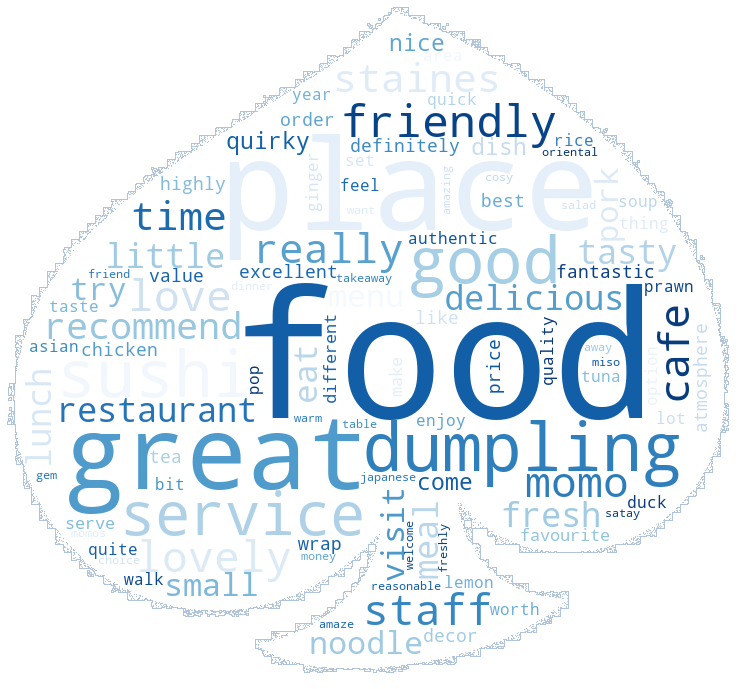 nice
area
staines
year
quick
order
friendly
quirky
definitely
dish
rice
oriental
place
ginger
set
highly
feel
amazing
cosy
best
pork
soup
want
salad
thing
time
little
really
authentic
good
tasty
friend
value
excellent
takeaway
fantastic
try
love
dinner
menu
delicious
prawn
taste
recommend
like
food
cafe
asian
chicken
sushi
pop
eat
different
make
price
quality
away
miso
tuna
option
atmosphere
lunch
restaurant
warm
table
enjoy
lot
great
dumpling
tea
gem
bit
japanese
come
momo
duck
service
visit
welcome
freshly
meal
fresh
satay
serve
momos
favourite
quite
lovely
choice
wrap
money
walk
small
reasonable
lemon
staff
worth
amaze
noodle
decor